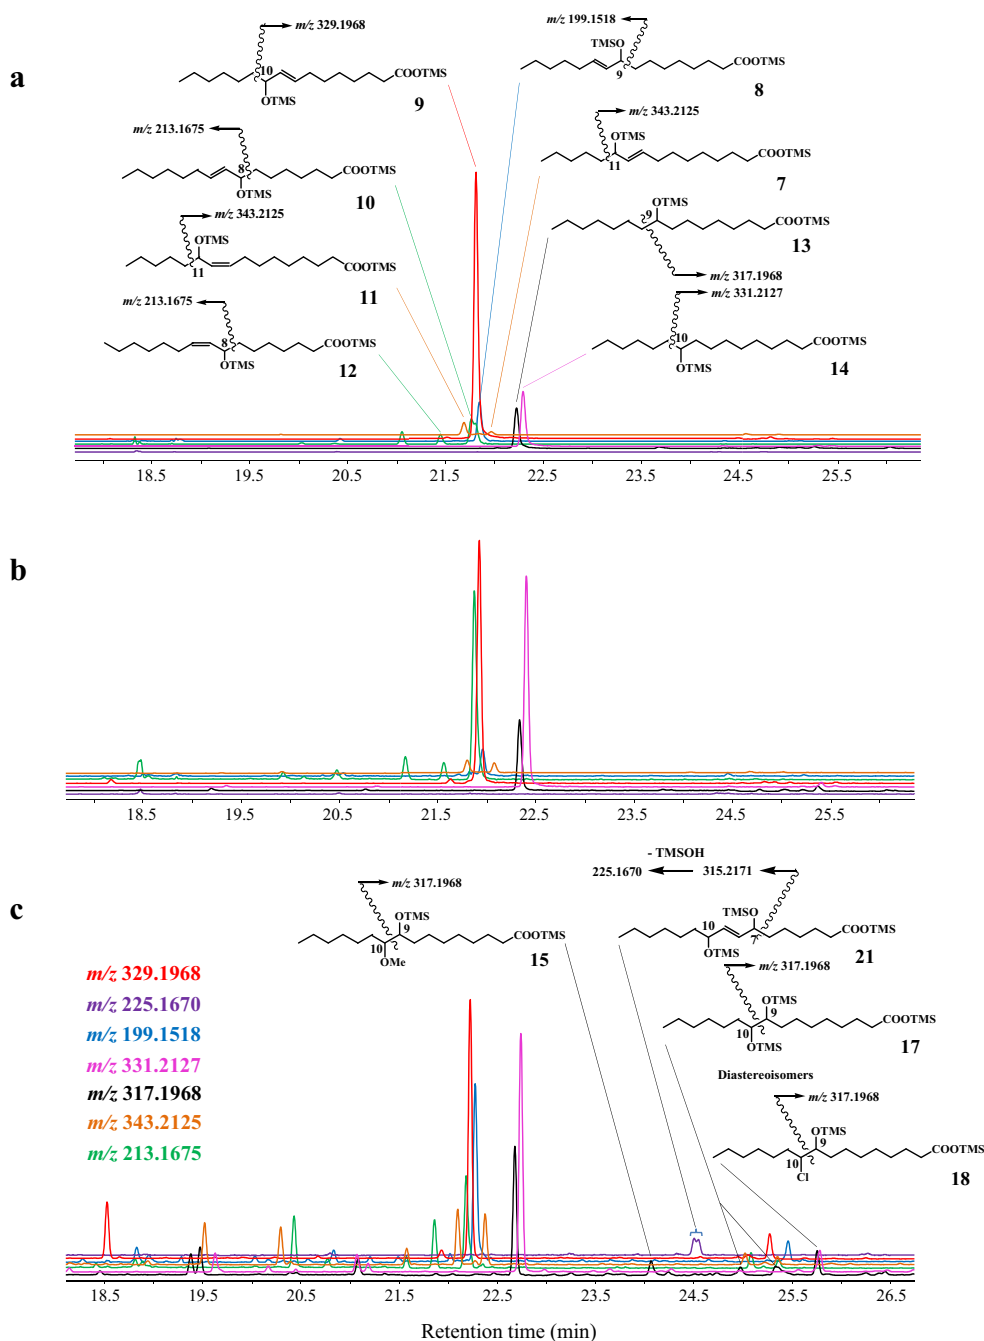 a
m/z 329.1968
10
COOTMS
OTMS
9
m/z 199.1518
TMSO
9
COOTMS
8
m/z 213.1675
8
COOTMS
OTMS
10
m/z 343.2125
OTMS
11
COOTMS
7
m/z 343.2125
OTMS
11
COOTMS
11
OTMS
9
COOTMS
13
m/z 317.1968
m/z 213.1675
8
COOTMS
OTMS
12
m/z 331.2127
10
COOTMS
OTMS
14
18.5 19.5 20.5 21.5 22.5 23.5 24.5 25.5
b
18.5 19.5 20.5 21.5 22.5 23.5 24.5 25.5
c
m/z 317.1968
OTMS
9
COOTMS
10
OMe
15
- TMSOH
225.1670 315.2171
TMSO
10
7
COOTMS
OTMS
21
m/z 317.1968
OTMS
9
COOTMS
10
OTMS
17
Diastereoisomers
m/z 317.1968
OTMS
9
COOTMS
10
Cl
18
m/z 329.1968
m/z 225.1670
m/z 199.1518
m/z 331.2127
m/z 317.1968
m/z 343.2125
m/z 213.1675
18.5 19.5 20.5 21.5 22.5 23.5 24.5 25.5 26.5
Retention time (min)